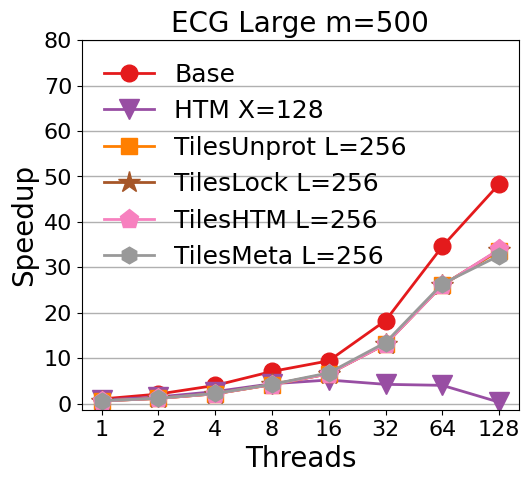 ECG Large m=500
80
70
60
50
40
30
20
10
0
Speedup
Base
HTM X=128
TilesUnprot L=256
TilesLock L=256
TilesHTM L=256
TilesMeta L=256
1 2 4 8 16 32 64 128
Threads